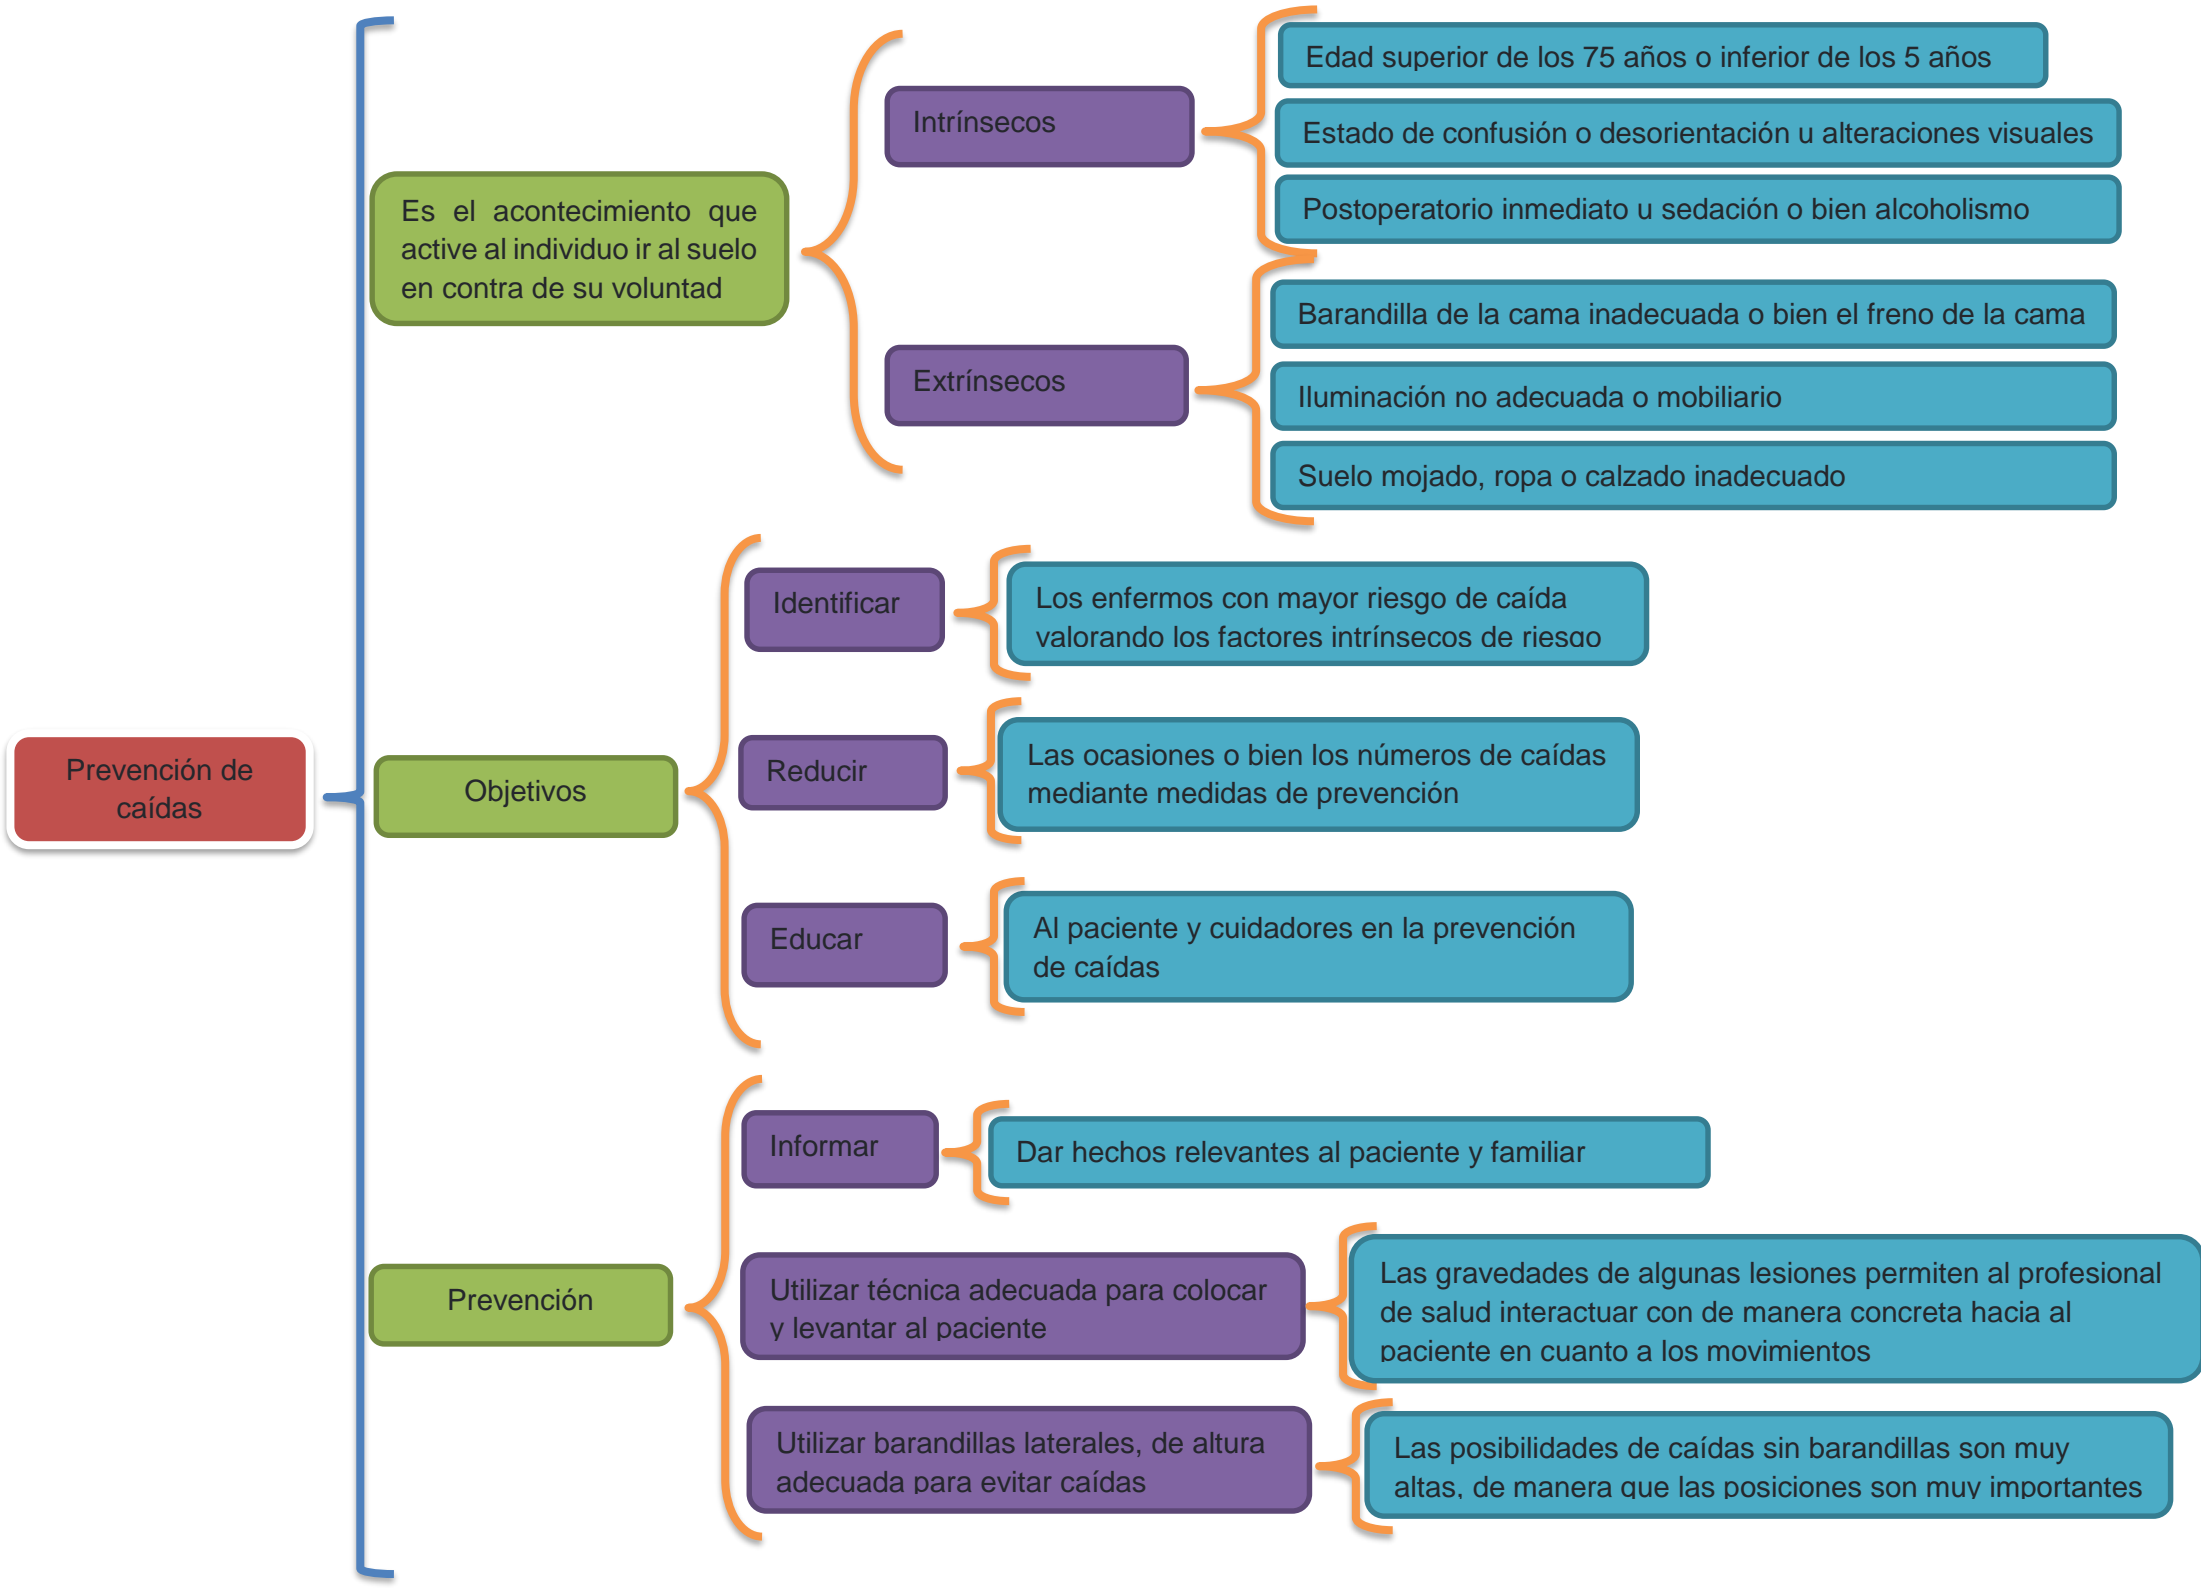 Prevención de
caídas
Es el acontecimiento que
active al individuo ir al suelo
en contra de su voluntad
Intrínsecos
Edad superior de los 75 años o inferior de los 5 años
Estado de confusión o desorientación u alteraciones visuales
Postoperatorio inmediato u sedación o bien alcoholismo
Extrínsecos
Barandilla de la cama inadecuada o bien el freno de la cama
Iluminación no adecuada o mobiliario
Suelo mojado, ropa o calzado inadecuado
Objetivos
Identificar
Los enfermos con mayor riesgo de caída
valorando los factores intrínsecos de riesgo
Reducir
Las ocasiones o bien los números de caídas
mediante medidas de prevención
Educar
Al paciente y cuidadores en la prevención
de caídas
Prevención
Informar
Dar hechos relevantes al paciente y familiar
Utilizar técnica adecuada para colocar
y levantar al paciente
Las gravedades de algunas lesiones permiten al profesional
de salud interactuar con de manera concreta hacia al
paciente en cuanto a los movimientos
Utilizar barandillas laterales, de altura
adecuada para evitar caídas
Las posibilidades de caídas sin barandillas son muy
altas, de manera que las posiciones son muy importantes